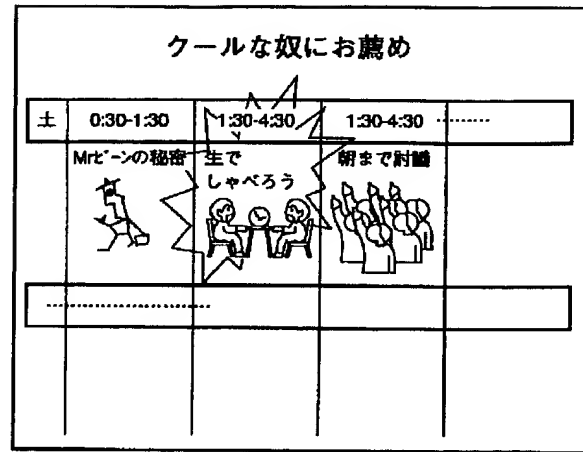 クールな奴にお薦め
土 0:30-1:30 1:30-4:30 1:30-4:30 ………
Mrビーンの秘密 生で 朝まで討議
しゃべろう
………………………